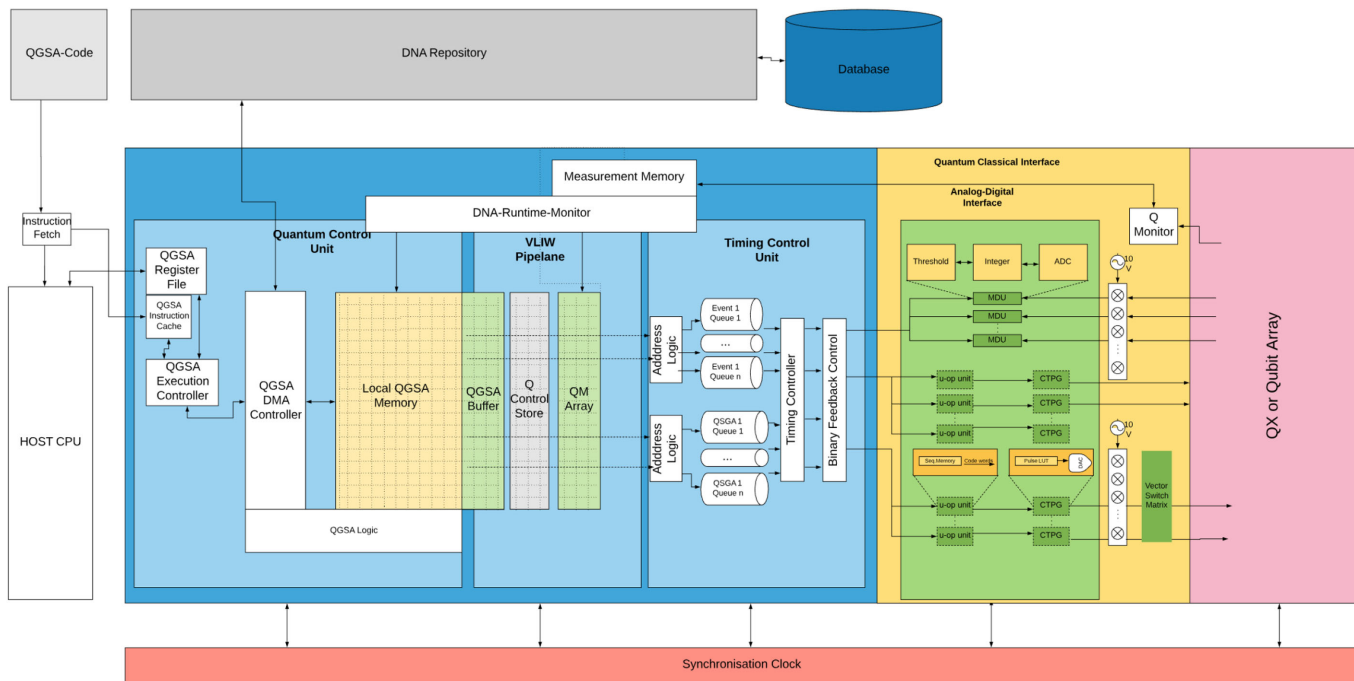 QGSA-Code
DNA Repository
Database
Instruction
Fetch
HOST CPU
Measurement Memory
DNA-Runtime-Monitor
Quantum Control
Unit
VLIW
Pipelane
Timing Control
Unit
Quantum Classical Interface
Analog-Digital
Interface
QGSA
Register
File
QGSA
Instruction
Cache
QGSA
Execution
Controller
QGSA
DMA
Controller
Local QGSA
Memory
QGSA
Buffer
Q
Control
Store
QM
Array
QGSA Logic
Adddress
Logic
Event 1
Queue 1
...
Event 1
Queue n
Adddress
Logic
QSGA 1
Queue 1
...
QSGA 1
Queue n
Timing Controller
Binary Feedback Control
Threshold
Integer
ADC
MDU
MDU
MDU
u-op unit
CTPG
u-op unit
CTPG
u-op unit
CTPG
Seq.Memory
Code words
Pulse LUT
DAC
u-op unit
CTPG
u-op unit
CTPG
Q
Monitor
10
V
10
V
Vector
Switch
Matrix
QX or Qubit Array
Synchronisation Clock